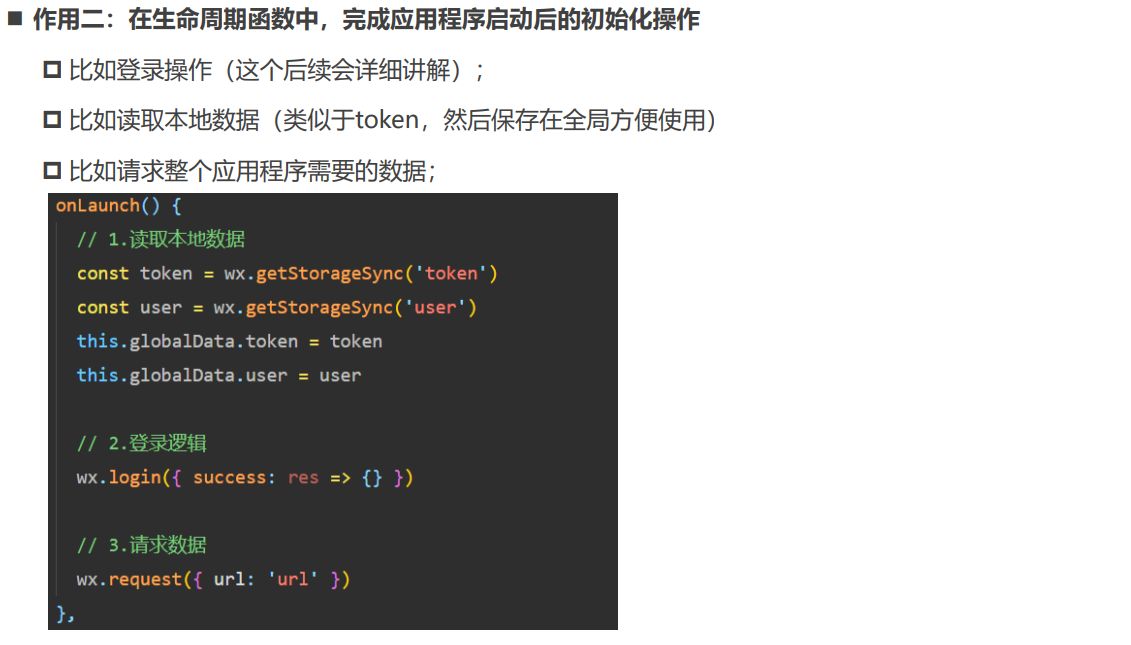 ■ 作用二：在生命周期函数中，完成应用程序启动后的初始化操作
比如登录操作（这个后续会详细讲解）；
比如读取本地数据（类似于token，然后保存在全局方便使用）
比如请求整个应用程序需要的数据；
onLaunch() {
// 1.读取本地数据
const token = wx.getStorageSync('token')
const user = wx.getStorageSync('user')
this.globalData.token = token
this.globalData.user = user
// 2.登录逻辑
wx.login({ success: res => {} })
// 3.请求数据
wx.request({ url: 'url' })
},